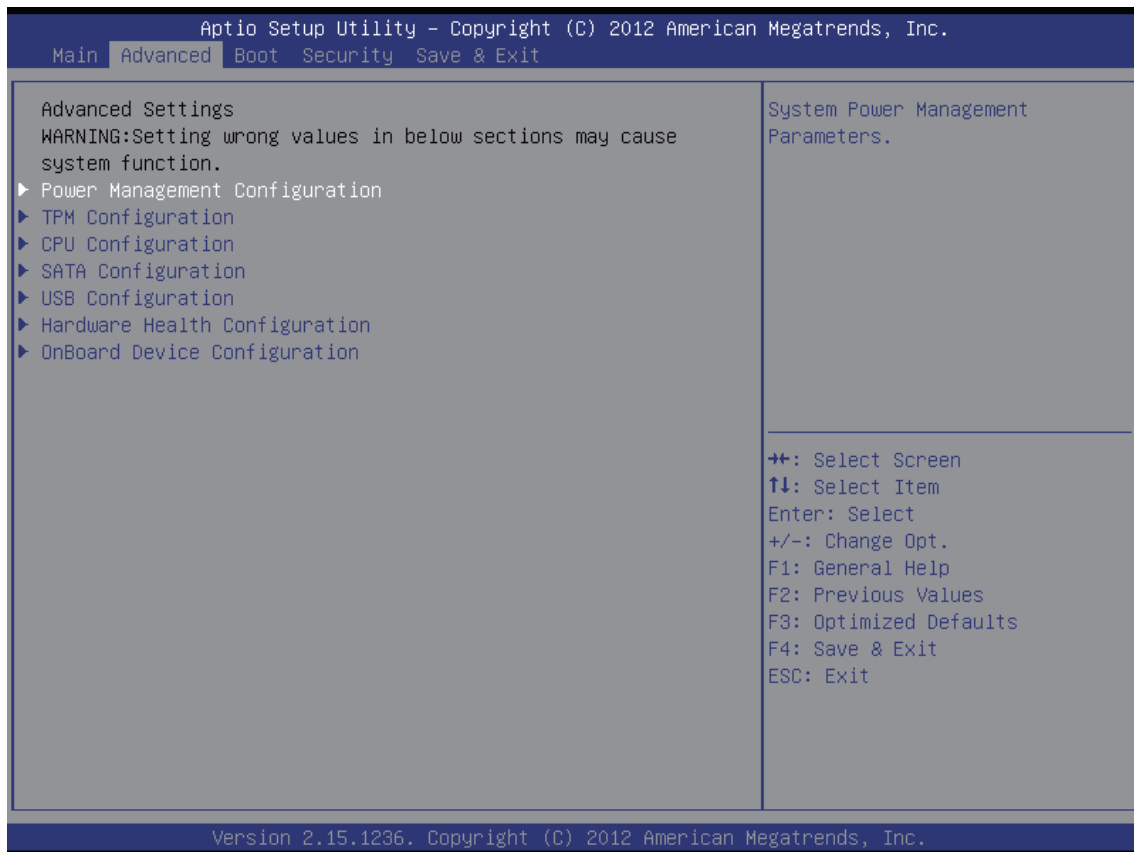 Aptio Setup Utility – Copyright (C) 2012 American Megatrends, Inc.
Main Advanced Boot Security Save & Exit
Advanced Settings
WARNING:Setting wrong values in below sections may cause
system function.
▶ Power Management Configuration
▶ TPM Configuration
▶ CPU Configuration
▶ SATA Configuration
▶ USB Configuration
▶ Hardware Health Configuration
▶ OnBoard Device Configuration
System Power Management
Parameters.
→←: Select Screen
↑↓: Select Item
Enter: Select
+/-: Change Opt.
F1: General Help
F2: Previous Values
F3: Optimized Defaults
F4: Save & Exit
ESC: Exit
Version 2.15.1236. Copyright (C) 2012 American Megatrends, Inc.